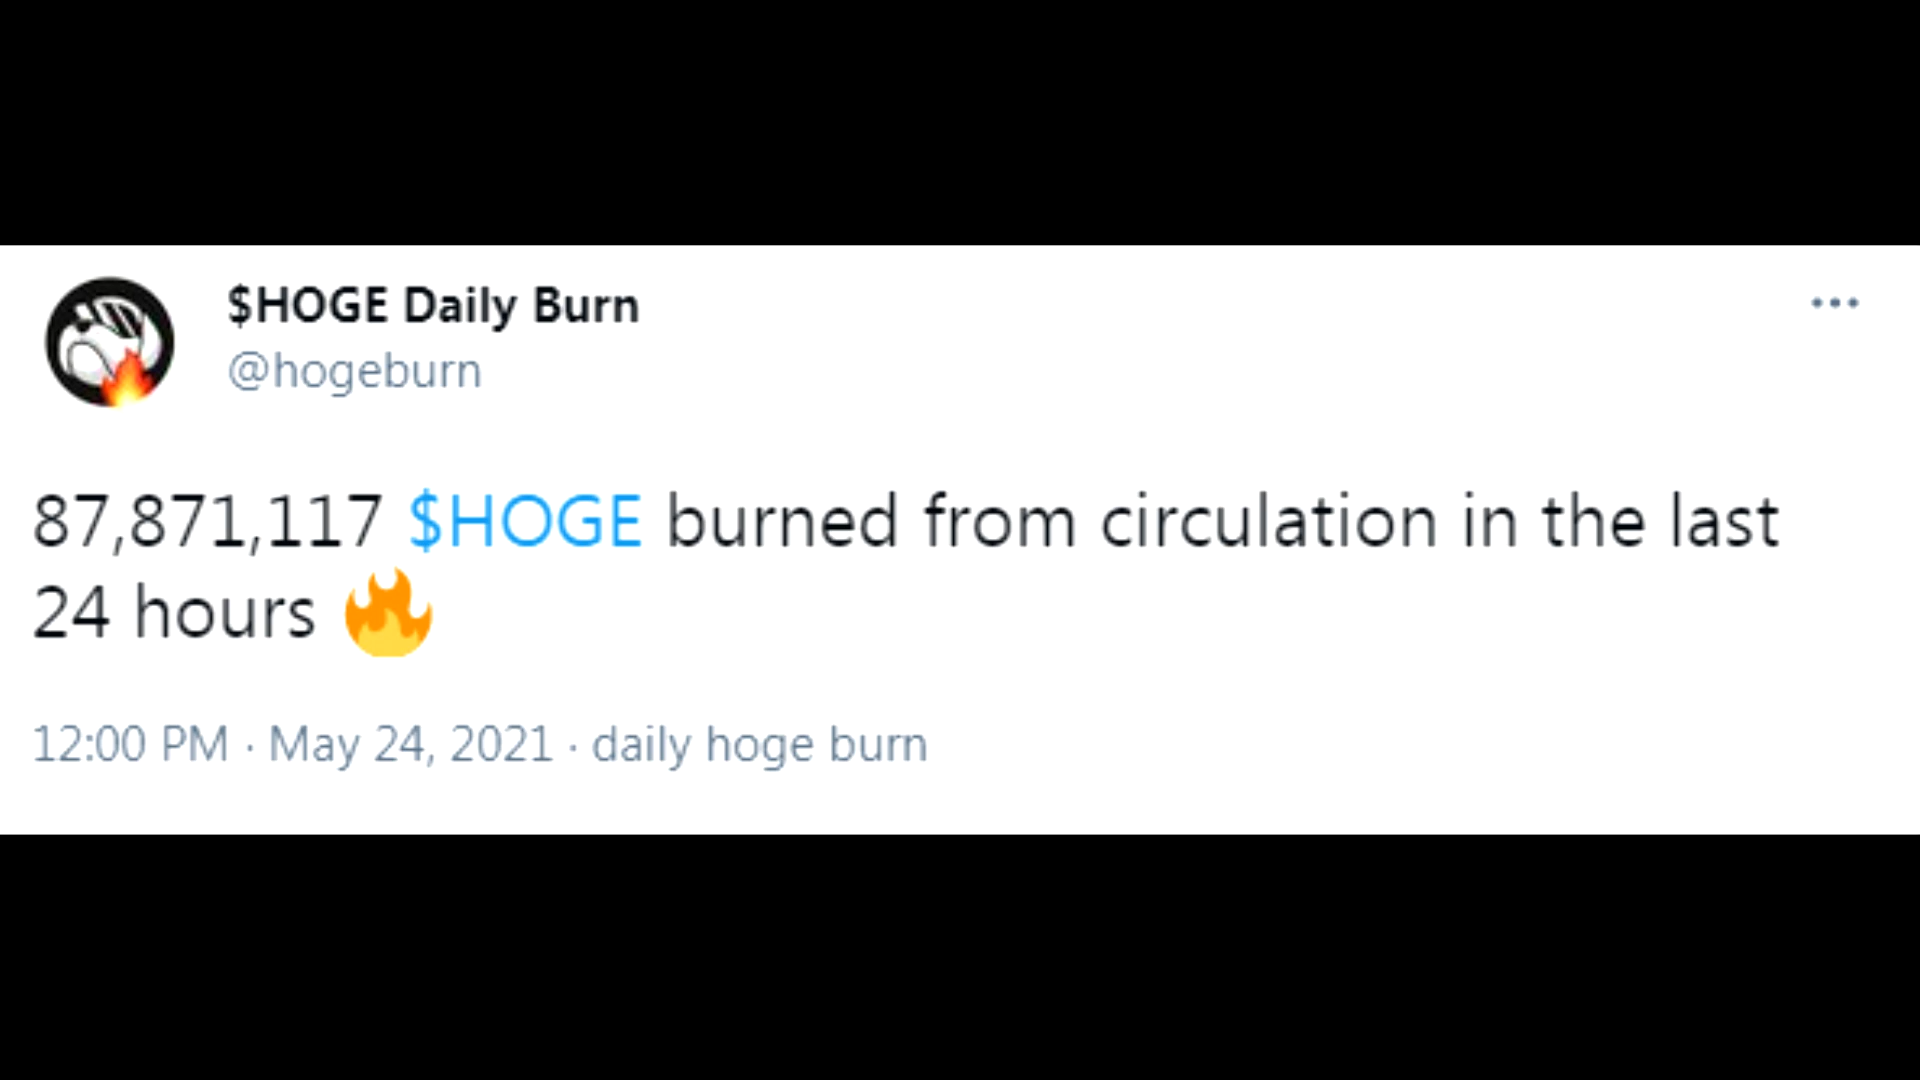 $HOGE Daily Burn
@hogeburn
87,871,117 $HOGE burned from circulation in the last
24 hours 🔥
12:00 PM · May 24, 2021 · daily hoge burn